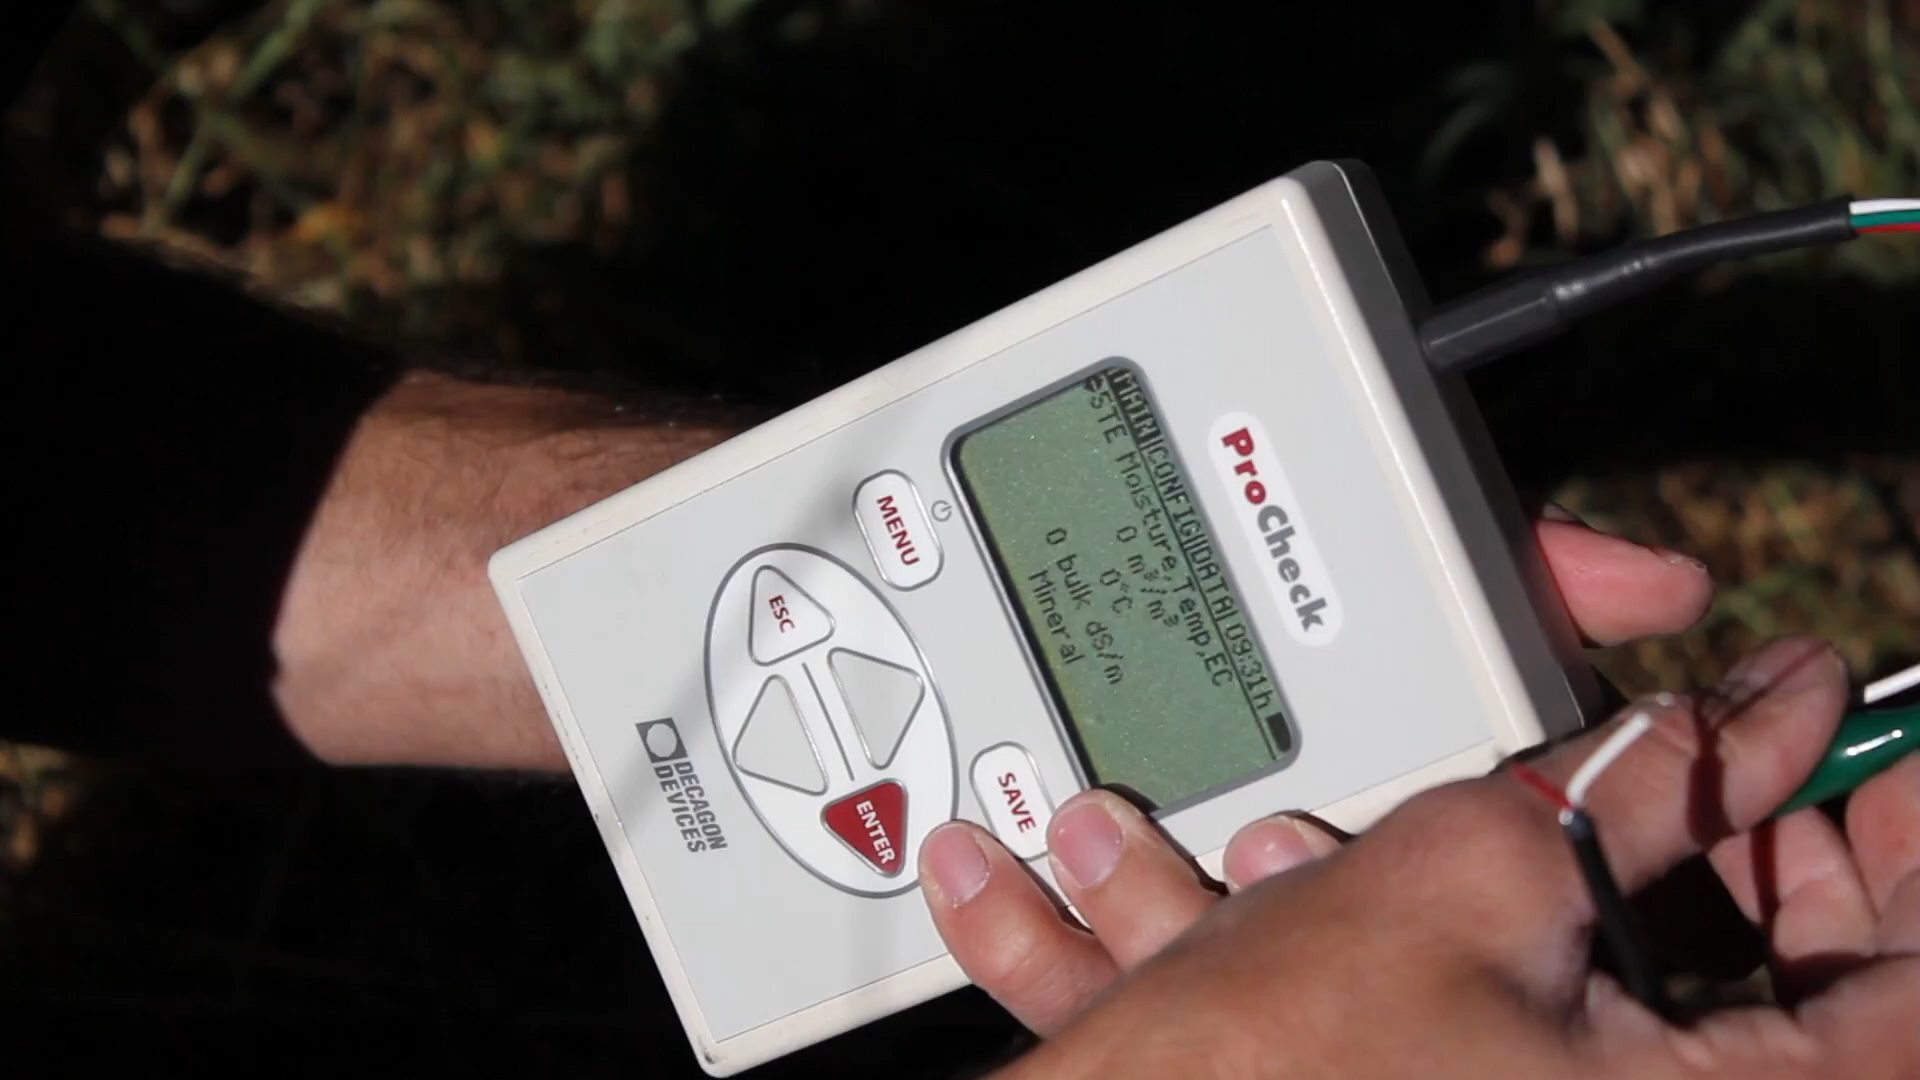 ProCheck
MAIN|CONFIG|DATA| 09:31h
5TE Moisture,Temp,EC
0 m³/m³
0°C
0 bulk dS/m
Mineral
MENU
SAVE
ESC
ENTER
DECAGON
DEVICES